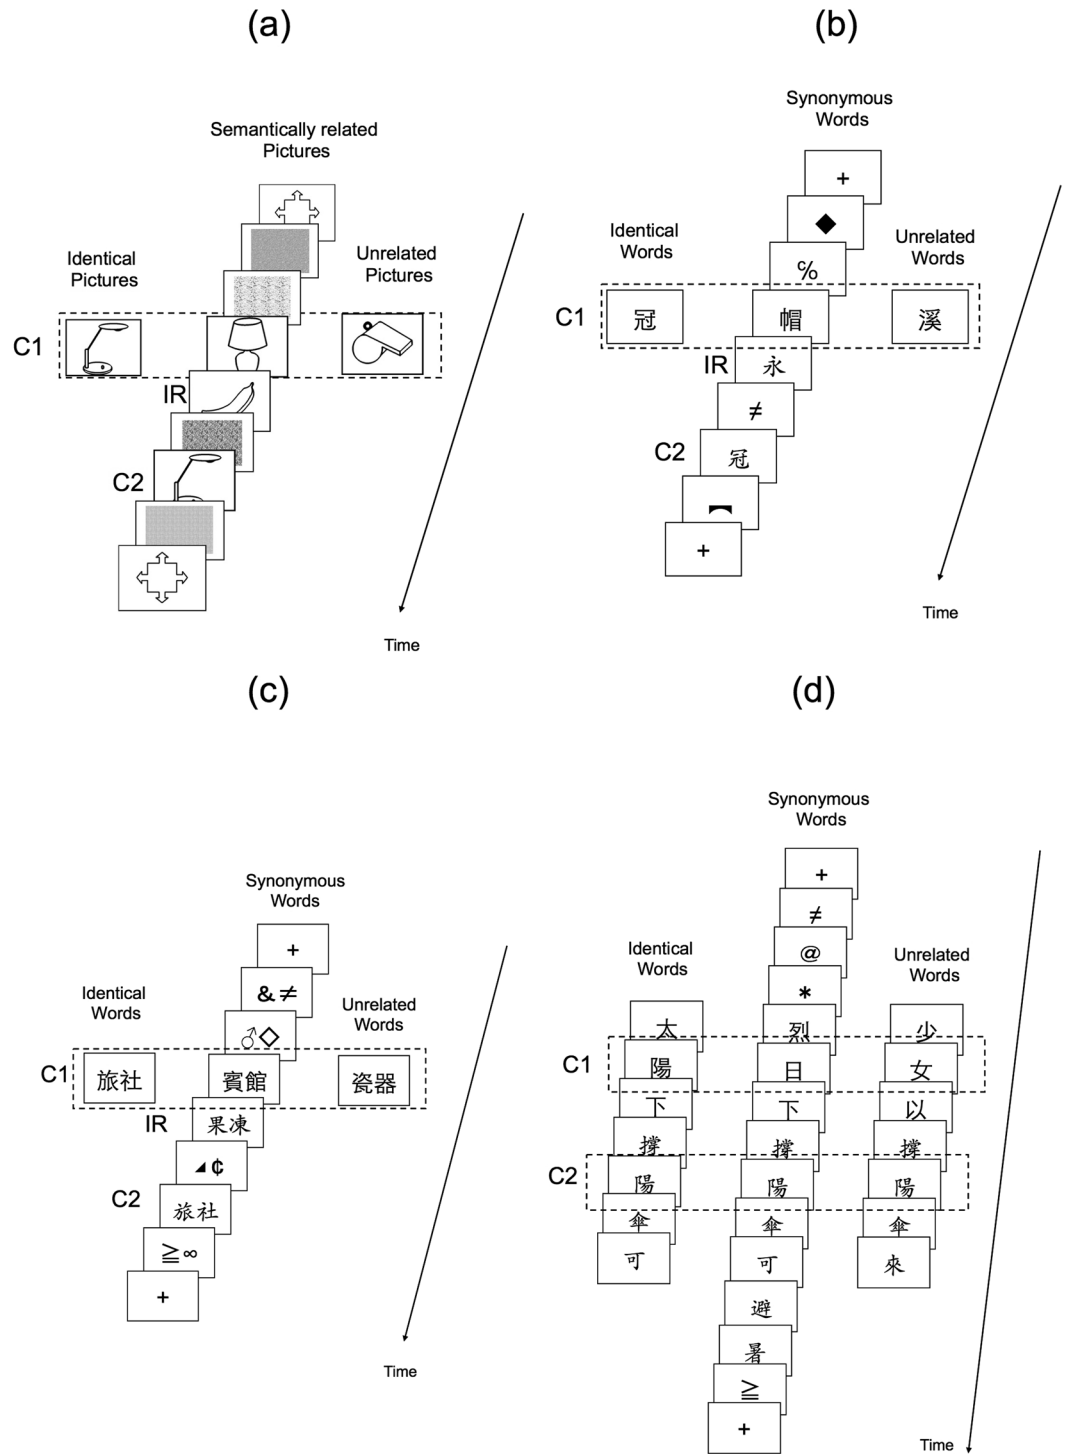 (a)
Semantically related
Pictures
Identical
Pictures
Unrelated
Pictures
C1
IR
C2
Time
(b)
Synonymous
Words
+
◆
℅
Identical
Words
Unrelated
Words
C1
冠
帽
溪
IR
永
≠
C2
冠
+
Time
(c)
Synonymous
Words
+
& ≠
♂◇
Identical
Words
Unrelated
Words
C1
旅社
賓館
瓷器
IR
果凍
◢ ¢
C2
旅社
≧ ∞
+
Time
(d)
Synonymous
Words
+
≠
@
*
Identical
Words
Unrelated
Words
太 烈 少
C1
陽 日 女
下 下 以
撐 撐 撐
C2
陽 陽 陽
傘 傘 傘
可 可 來
避
暑
≧
+
Time